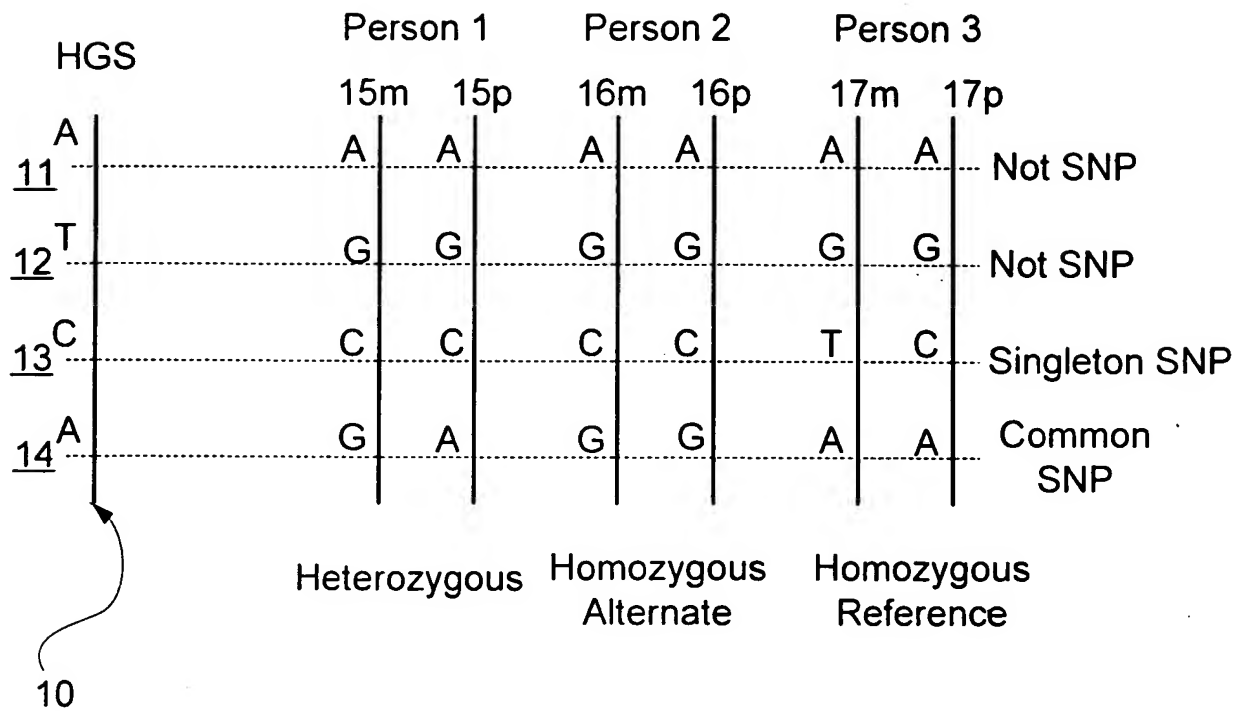 HGS Person 1 Person 2 Person 3
15m 15p 16m 16p 17m 17p
11 A A A A A A A Not SNP
12 T G G G G G G Not SNP
13 C C C C C T C Singleton SNP
14 A G A G G A A Common
SNP
Heterozygous
Homozygous
Alternate
Homozygous
Reference
10